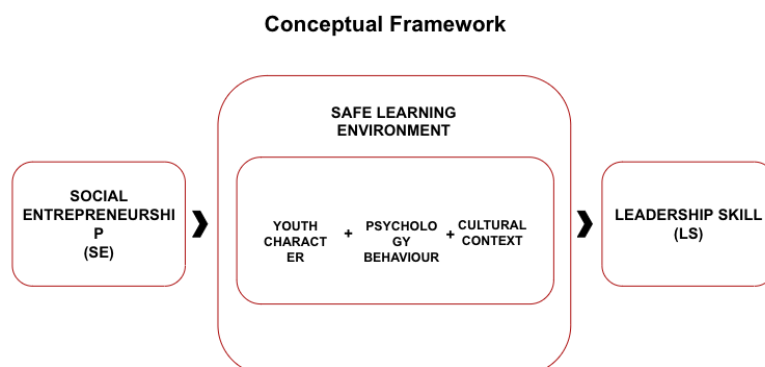 Conceptual Framework
SAFE LEARNING
ENVIRONMENT
SOCIAL
ENTREPRENEURSHI
P
(SE)
YOUTH
CHARACT
ER
+
PSYCHOLO
GY
BEHAVIOUR
+
CULTURAL
CONTEXT
LEADERSHIP SKILL
(LS)